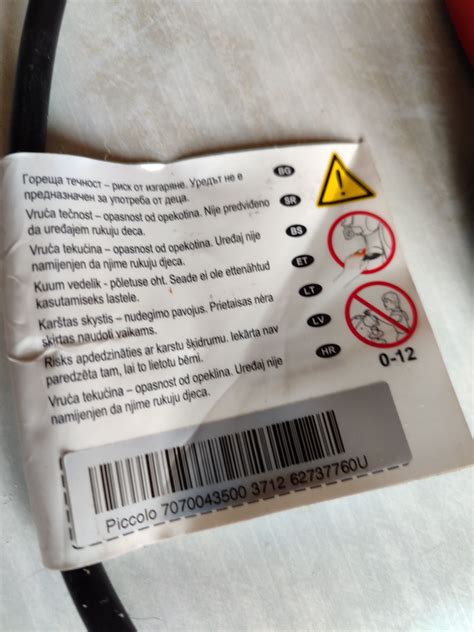 Гореща течност – риск от изгаряне. Уредът не е BG
предназначен за употреба от деца.
Vruća tečnost – opasnost od opekotina. Nije predviđeno SR
da uređajem rukuju deca.
Vruća tekućina – opasnost od opekotina. Uređaj nije BS
namijenjen da njime rukuju djeca.
Kuum vedelik - põletuse oht. Seade ei ole ettenähtud ET
kasutamiseks lastele.
Karštas skystis – nudegimo pavojus. Prietaisas nėra LT
skirtas naudoti vaikams.
Risks apdedzināties ar karstu šķidrumu. Iekārta nav LV
paredzēta tam, lai to lietotu bērni.
Vruća tekućina – opasnost od opeklina. Uređaj nije HR
namijenjen da njime rukuju djeca.
0-12
Piccolo 7070043500 3712 62737760U